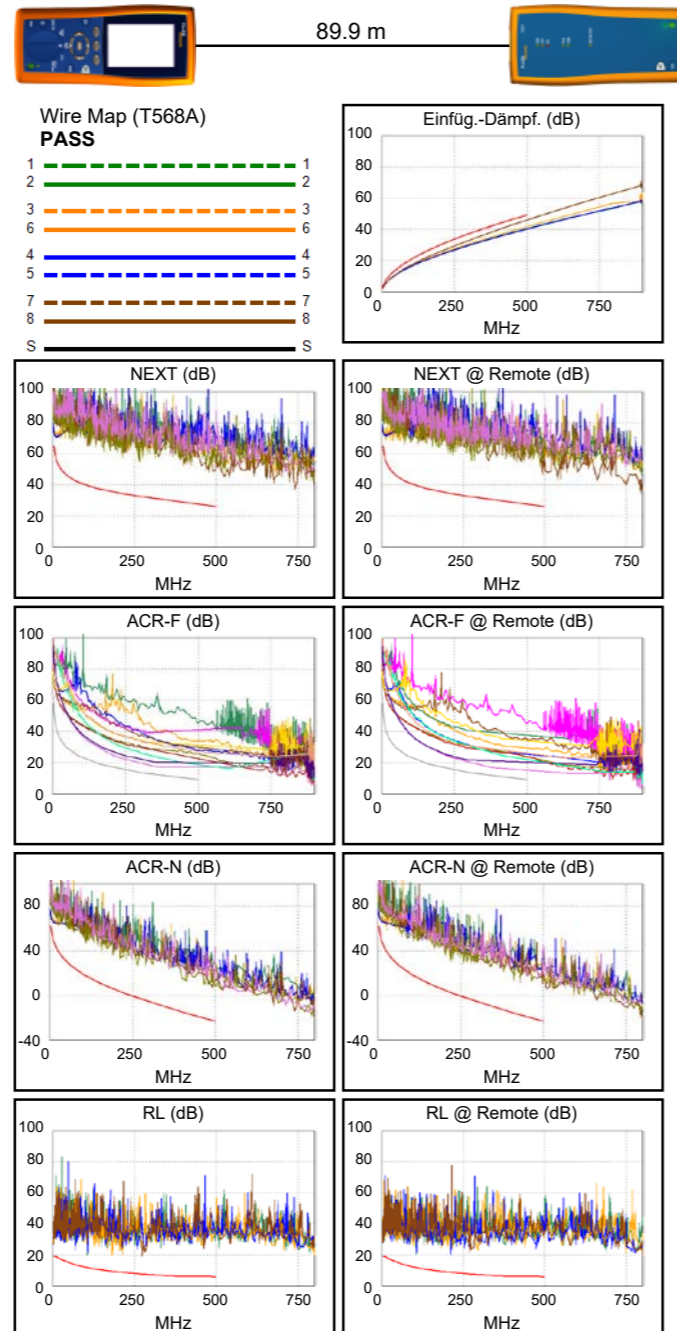 89.9 m
Wire Map (T568A)
PASS
1 1
2 2
3 3
6 6
4 4
5 5
7 7
8 8
S S
Einfüg.-Dämpf. (dB)
100
80
60
40
20
0
0 250 500 750
MHz
NEXT (dB)
100
80
60
40
20
0
0 250 500 750
MHz
NEXT @ Remote (dB)
100
80
60
40
20
0
0 250 500 750
MHz
ACR-F (dB)
100
80
60
40
20
0
0 250 500 750
MHz
ACR-F @ Remote (dB)
100
80
60
40
20
0
0 250 500 750
MHz
ACR-N (dB)
80
40
0
-40
0 250 500 750
MHz
ACR-N @ Remote (dB)
80
40
0
-40
0 250 500 750
MHz
RL (dB)
100
80
60
40
20
0
0 250 500 750
MHz
RL @ Remote (dB)
100
80
60
40
20
0
0 250 500 750
MHz